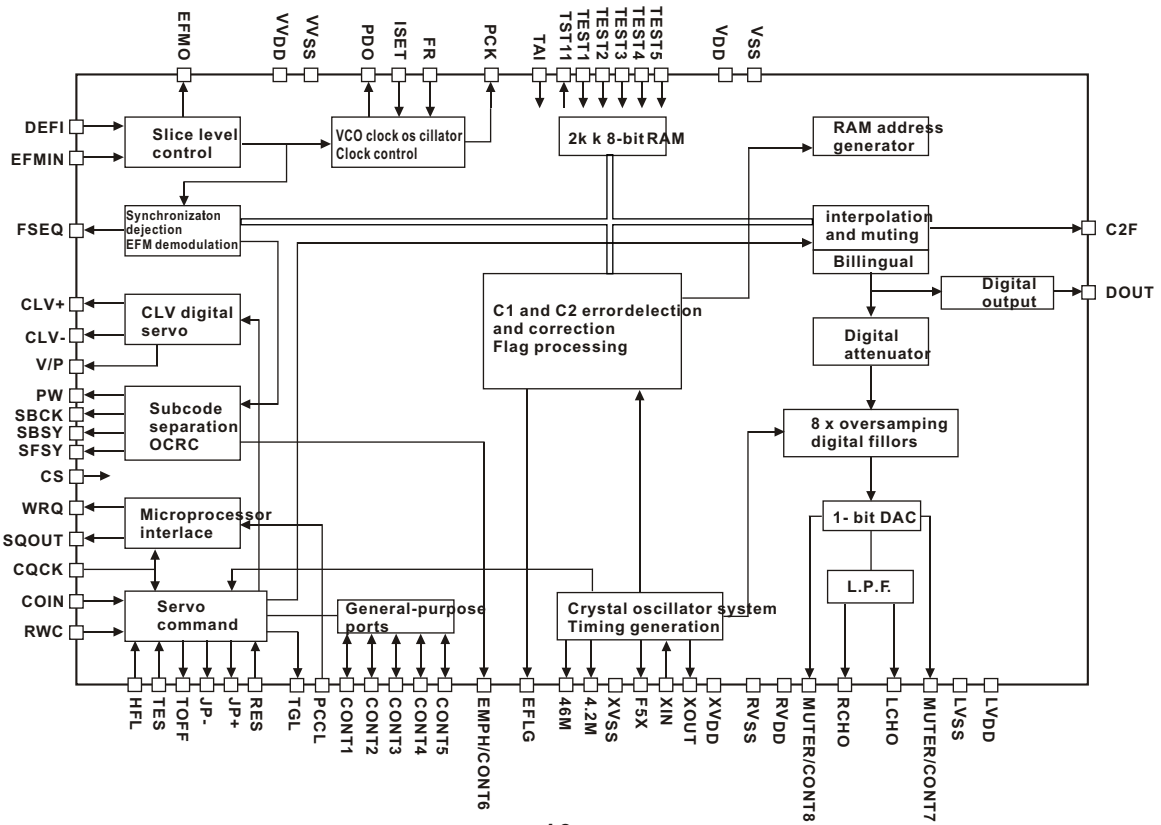 EFMO
VVDD
VVSS
PDO
ISET
FR
PCK
TAI
TST11
TEST1
TEST2
TEST3
TEST4
TEST5
VDD
VSS
DEFI
EFMIN
FSEQ
CLV+
CLV-
V/P
PW
SBCK
SBSY
SFSY
CS
WRQ
SQOUT
CQCK
COIN
RWC
Slice level
control
VCO clock os cillator
Clock control
2k k 8-bit RAM
RAM address
generator
Synchronizaton
dejection
EFM demodulation
interpolation
and muting
Billingual
C2F
Digital
output
DOUT
CLV digital
servo
C1 and C2 errordelection
and correction
Flag processing
Digital
attenuator
Subcode
separation
OCRC
8 x oversamping
digital fillors
Microprocessor
interlace
1- bit DAC
L.P.F.
Servo
command
General-purpose
ports
Crystal oscillator system
Timing generation
HFL
TES
TOFF
JP-
JP+
RES
TGL
PCCL
CONT1
CONT2
CONT3
CONT4
CONT5
EMPH/CONT6
EFLG
46M
4.2M
XVSS
F5X
XIN
XOUT
XVDD
RVSS
RVDD
MUTER/CONT8
RCHO
LCHO
MUTER/CONT7
LVSS
LVDD